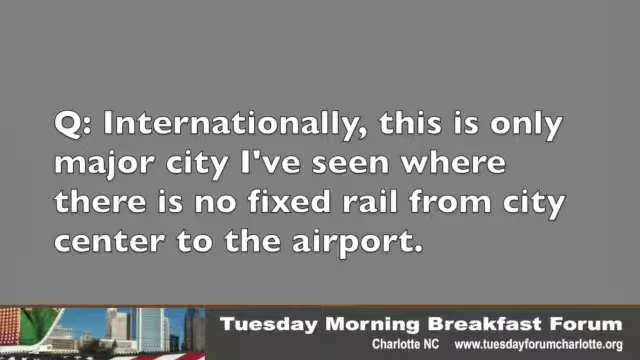 Q: Internationally, this is only
major city I've seen where
there is no fixed rail from city
center to the airport.
Tuesday Morning Breakfast Forum
Charlotte NC www.tuesdayforumcharlotte.org